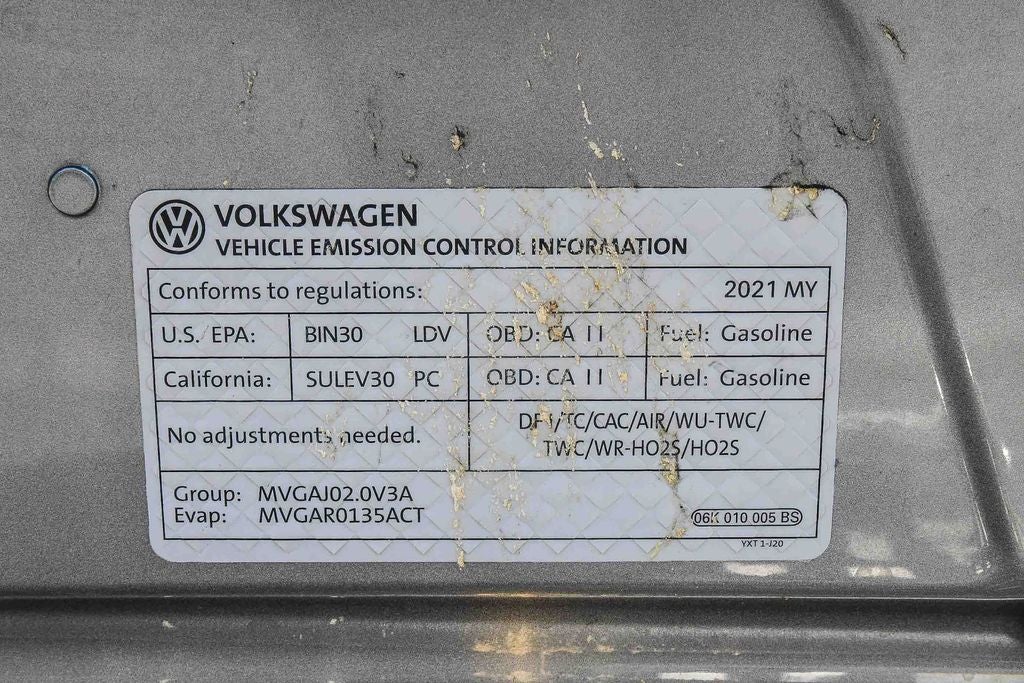 VOLKSWAGEN
VEHICLE EMISSION CONTROL INFORMATION
Conforms to regulations: 2021 MY
U.S. EPA: BIN30 LDV OBD: CA II Fuel: Gasoline
California: SULEV30 PC OBD: CA II Fuel: Gasoline
No adjustments needed.
DFI/TC/CAC/AIR/WU-TWC/
TWC/WR-HO2S/HO2S
Group: MVGAJ02.0V3A
Evap: MVGAR0135ACT
06K 010 005 BS
YXT 1-J20